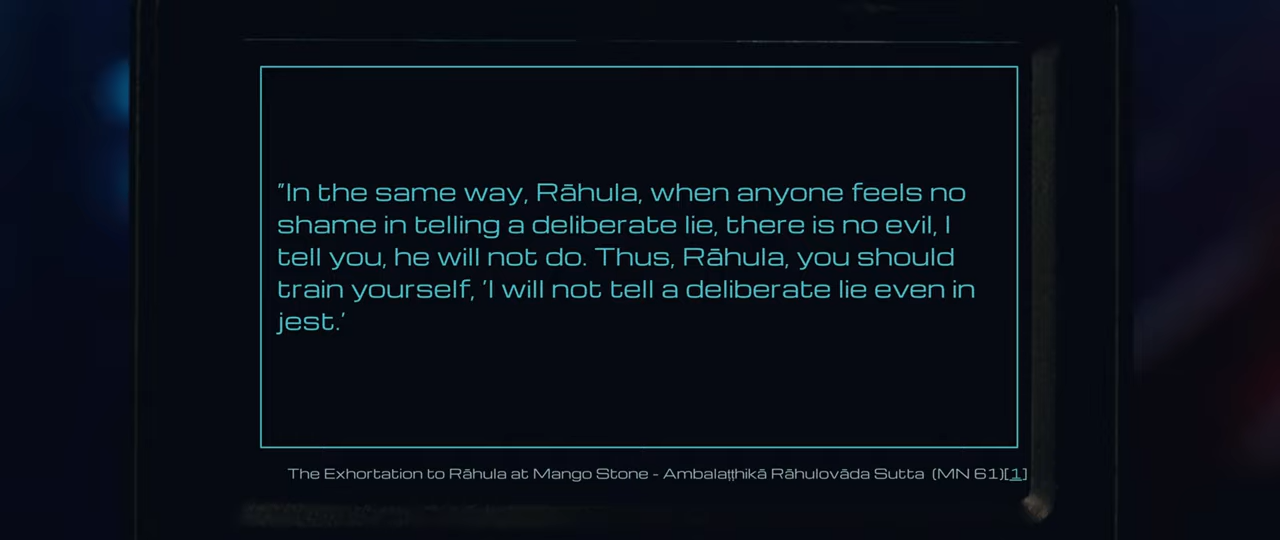 "In the same way, Rāhula, when anyone feels no
shame in telling a deliberate lie, there is no evil, I
tell you, he will not do. Thus, Rāhula, you should
train yourself, 'I will not tell a deliberate lie even in
jest.'
The Exhortation to Rāhula at Mango Stone - Ambalaṭṭhikā Rāhulovāda Sutta (MN 61)[1]